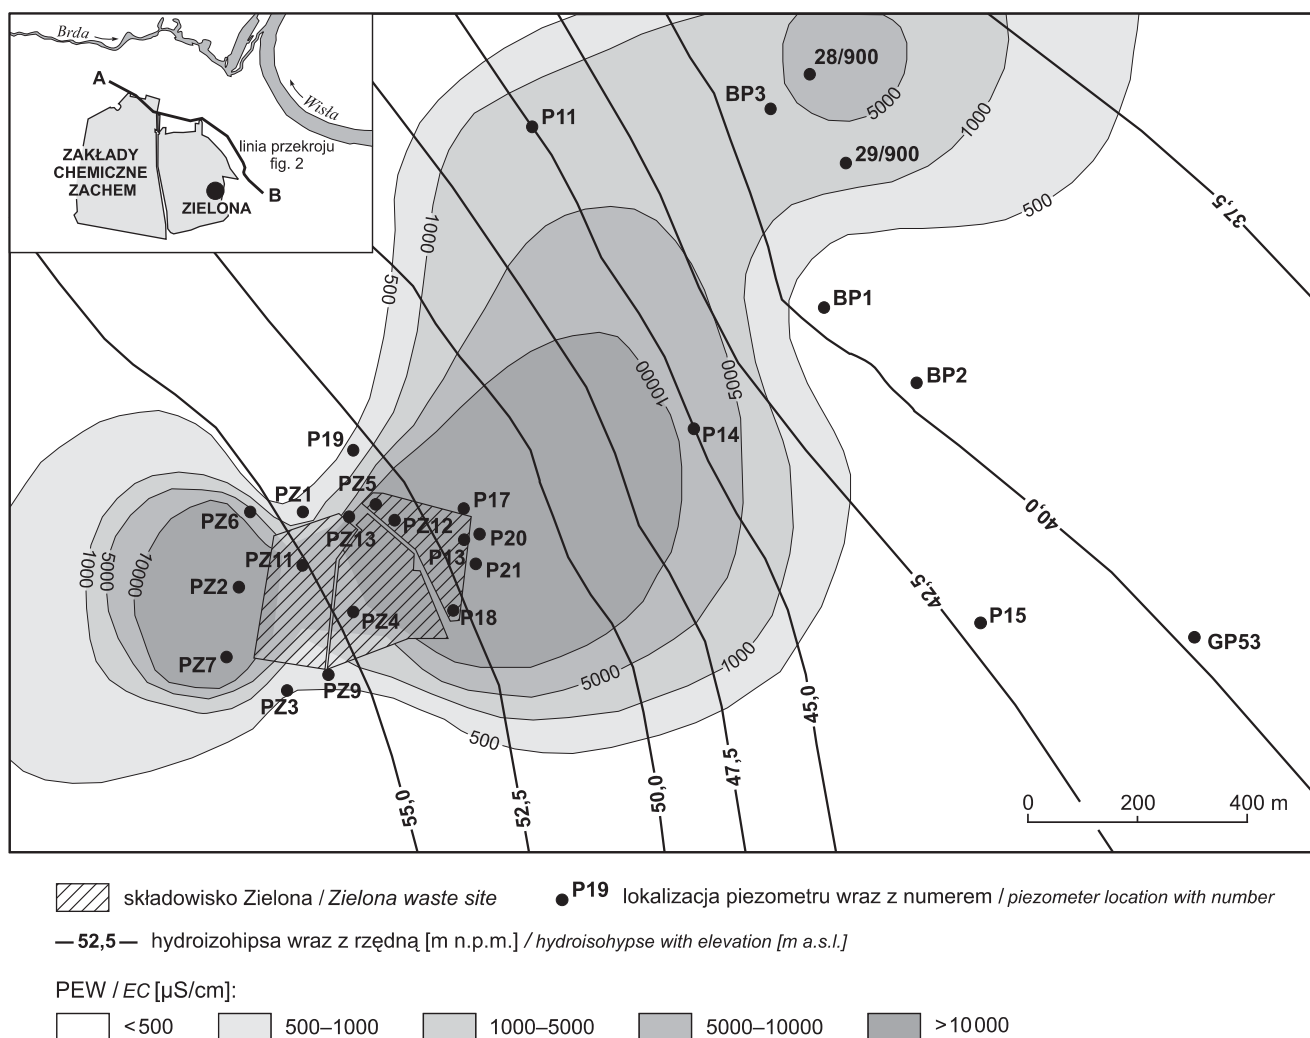 Brda
A
Wisła
linia przekroju
fig. 2
ZAKŁADY
CHEMICZNE
ZACHEM
B
ZIELONA
28/900
BP3
5000
1000
P11
29/900
500
37,5
1000
500
BP1
10000
5000
BP2
P14
P19
PZ5
P17
PZ1
PZ6
PZ12
PZ13
P20
P13
40,0
PZ11
P21
1000
5000
10000
PZ2
42,5
PZ4
P18
P15
GP53
PZ7
1000
5000
PZ9
PZ3
45,0
500
47,5
50,0
52,5
55,0
0 200 400 m
składowisko Zielona / Zielona waste site
P19 lokalizacja piezometru wraz z numerem / piezometer location with number
52,5 hydroizohipsa wraz z rzędną [m n.p.m.] / hydroisohypse with elevation [m a.s.l.]
PEW / EC [µS/cm]:
<500 500–1000 1000–5000 5000–10000 >10000